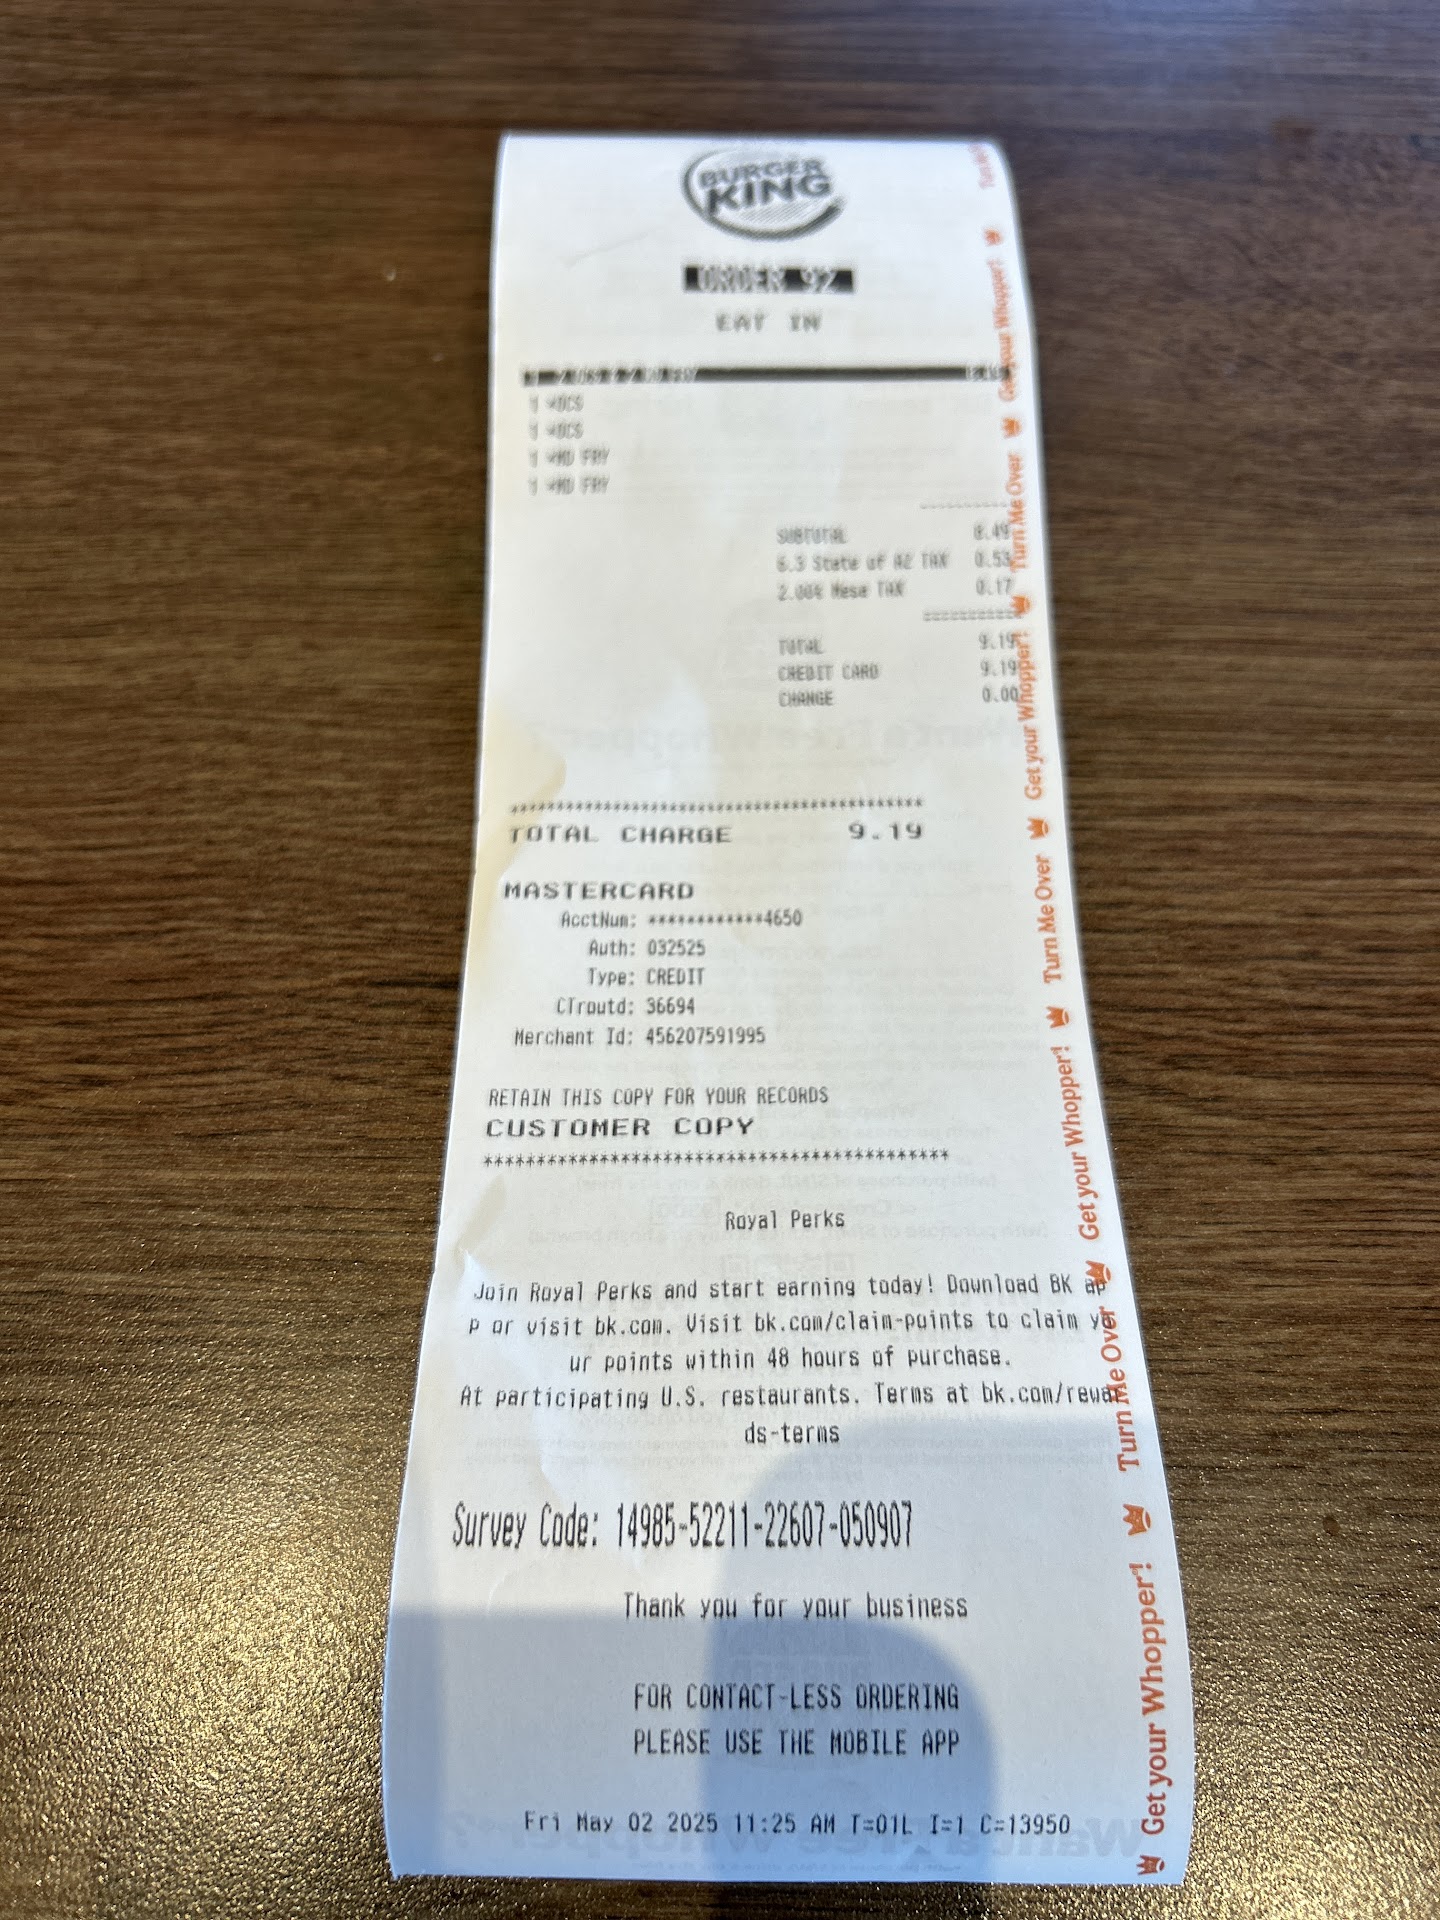 BURGER
KING
ORDER 92
EAT IN
1
1 *OCS
1 *OCS
1 *MD FRY
1 *MD FRY
SUBTOTAL 8.49
6.3 State of AZ TAX 0.53
2.00% Mesa TAX 0.17
TOTAL 9.19
CREDIT CARD 9.19
CHANGE 0.00
********************************************
TOTAL CHARGE 9.19
MASTERCARD
AcctNum: ************4650
Auth: 032525
Type: CREDIT
CTroutd: 36694
Merchant Id: 456207591995
RETAIN THIS COPY FOR YOUR RECORDS
CUSTOMER COPY
********************************************
Royal Perks
Join Royal Perks and start earning today! Download BK ap
p or visit bk.com. Visit bk.com/claim-points to claim yo
ur points within 48 hours of purchase.
At participating U.S. restaurants. Terms at bk.com/rewar
ds-terms
Survey Code: 14985-52211-22607-050907
Thank you for your business
FOR CONTACT-LESS ORDERING
PLEASE USE THE MOBILE APP
Fri May 02 2025 11:25 AM T=01L I=1 C=13950
Get your Whopper! Turn Me Over Get your Whopper! Turn Me Over Get your Whopper! Turn Me Over Get your Whopper! Turn Me